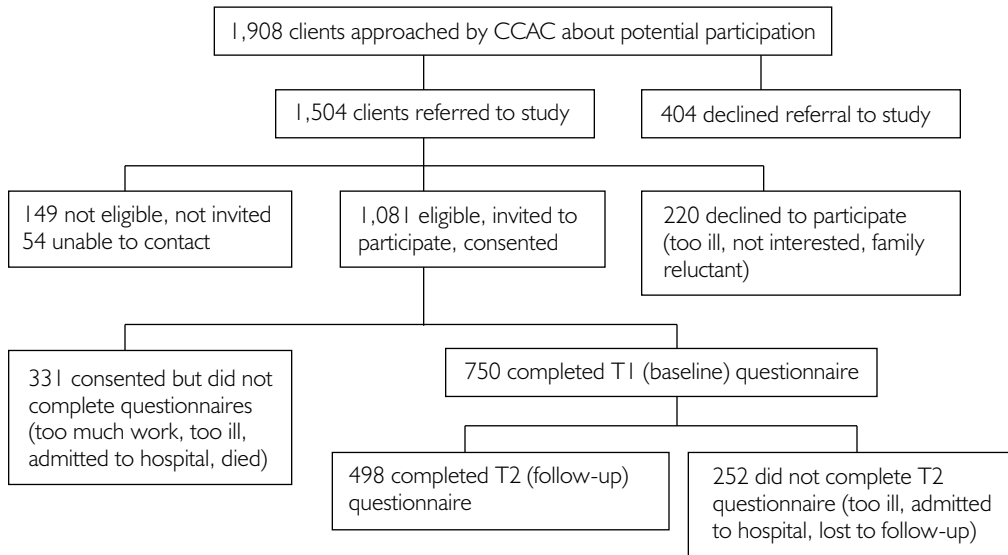 1,908 clients approached by CCAC about potential participation
1,504 clients referred to study
404 declined referral to study
149 not eligible, not invited
54 unable to contact
1,081 eligible, invited to
participate, consented
220 declined to participate
(too ill, not interested, family
reluctant)
331 consented but did not
complete questionnaires
(too much work, too ill,
admitted to hospital, died)
750 completed T1 (baseline) questionnaire
498 completed T2 (follow-up)
questionnaire
252 did not complete T2
questionnaire (too ill, admitted
to hospital, lost to follow-up)